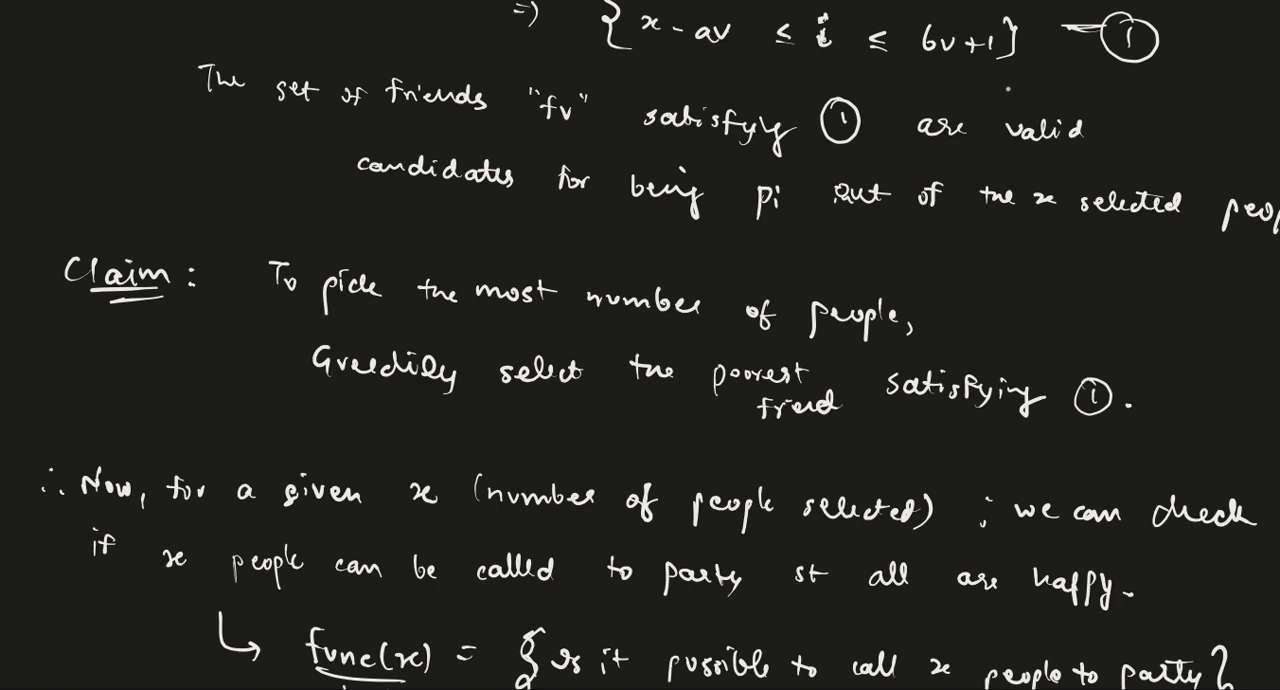 => { x - av ≤ i ≤ bv+1 } — ①
The set of friends "fv" satisfyig ① are valid
candidates for being pi out of the x selected peop
Claim: To pick the most number of people,
Greedily select the poorest friend satisfying ①.
∴ Now, for a given x (number of people selected) ; we can check
if x people can be called to party st all are happy.
↳ func(x) = { is it possible to call x people to party?